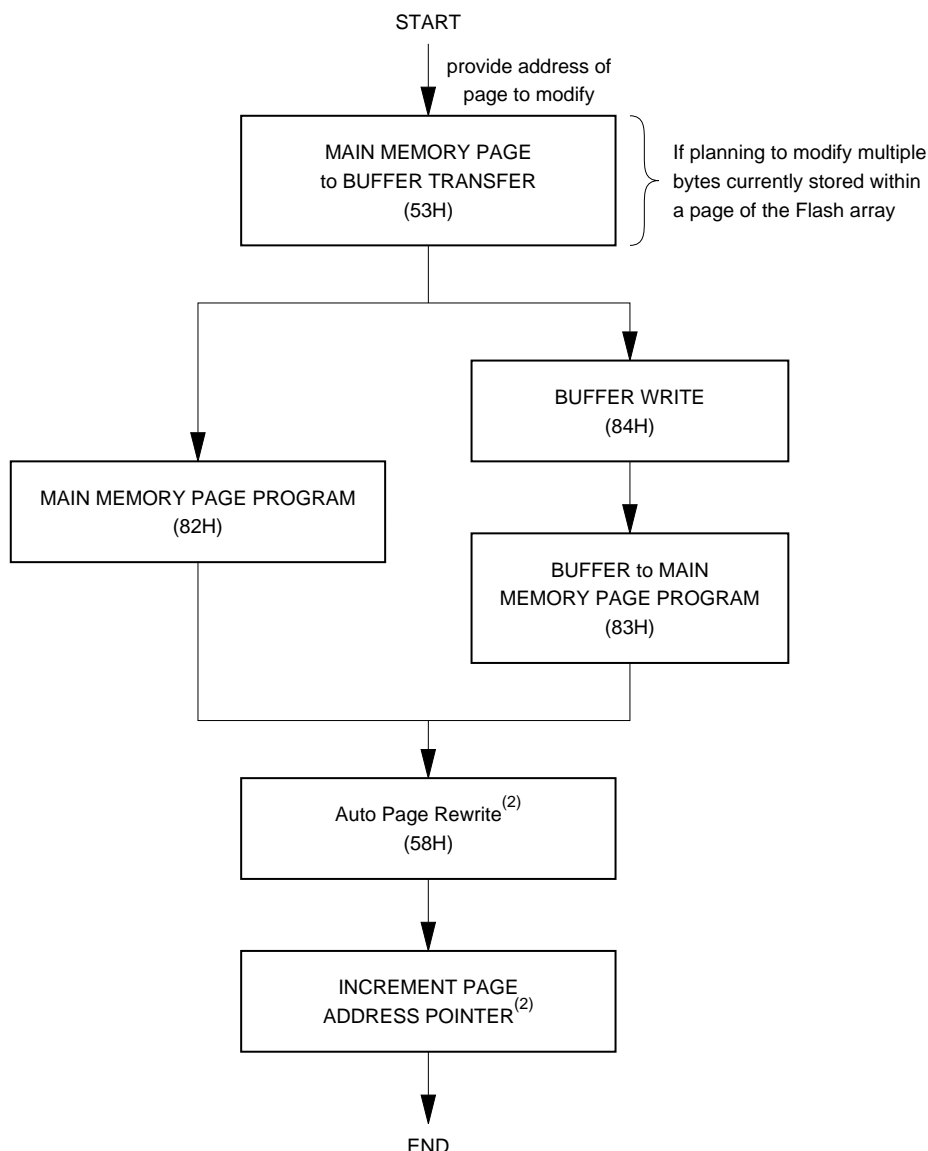 START
provide address of
page to modify
MAIN MEMORY PAGE
to BUFFER TRANSFER
(53H)
If planning to modify multiple
bytes currently stored within
a page of the Flash array
BUFFER WRITE
(84H)
MAIN MEMORY PAGE PROGRAM
(82H)
BUFFER to MAIN
MEMORY PAGE PROGRAM
(83H)
Auto Page Rewrite(2)
(58H)
INCREMENT PAGE
ADDRESS POINTER(2)
END